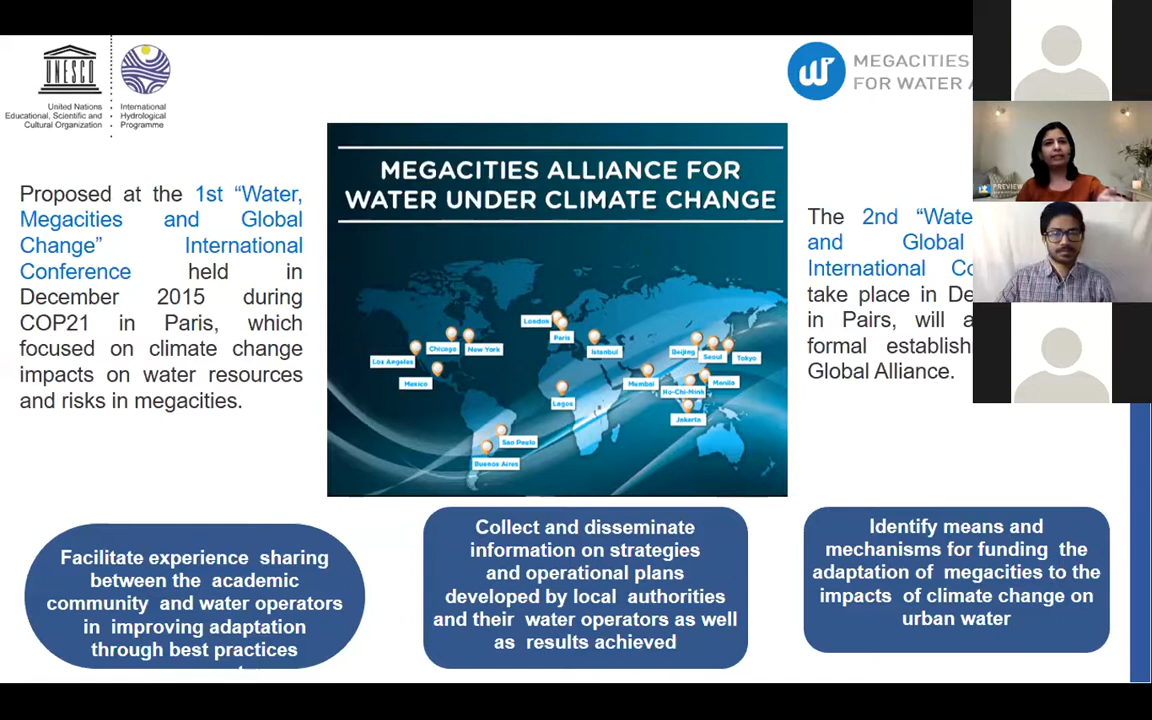 UNESCO
United Nations
Educational, Scientific and
Cultural Organization
International
Hydrological
Programme
MEGACITIES
FOR WATER
Proposed at the 1st “Water,
Megacities and Global
Change” International
Conference held in
December 2015 during
COP21 in Paris, which
focused on climate change
impacts on water resources
and risks in megacities.
MEGACITIES ALLIANCE FOR
WATER UNDER CLIMATE CHANGE
London
Paris
Istanbul
Chicago
New York
Los Angeles
Mexico
Beijing
Seoul
Tokyo
Mumbai
Manila
Ho-Chi-Minh
Lagos
Jakarta
Sao Paulo
Buenos Aires
The 2nd “Wate
and Global
International Co
take place in De
in Pairs, will a
formal establish
Global Alliance.
PREVIEW
Facilitate experience sharing
between the academic
community and water operators
in improving adaptation
through best practices
Collect and disseminate
information on strategies
and operational plans
developed by local authorities
and their water operators as well
as results achieved
Identify means and
mechanisms for funding the
adaptation of megacities to the
impacts of climate change on
urban water